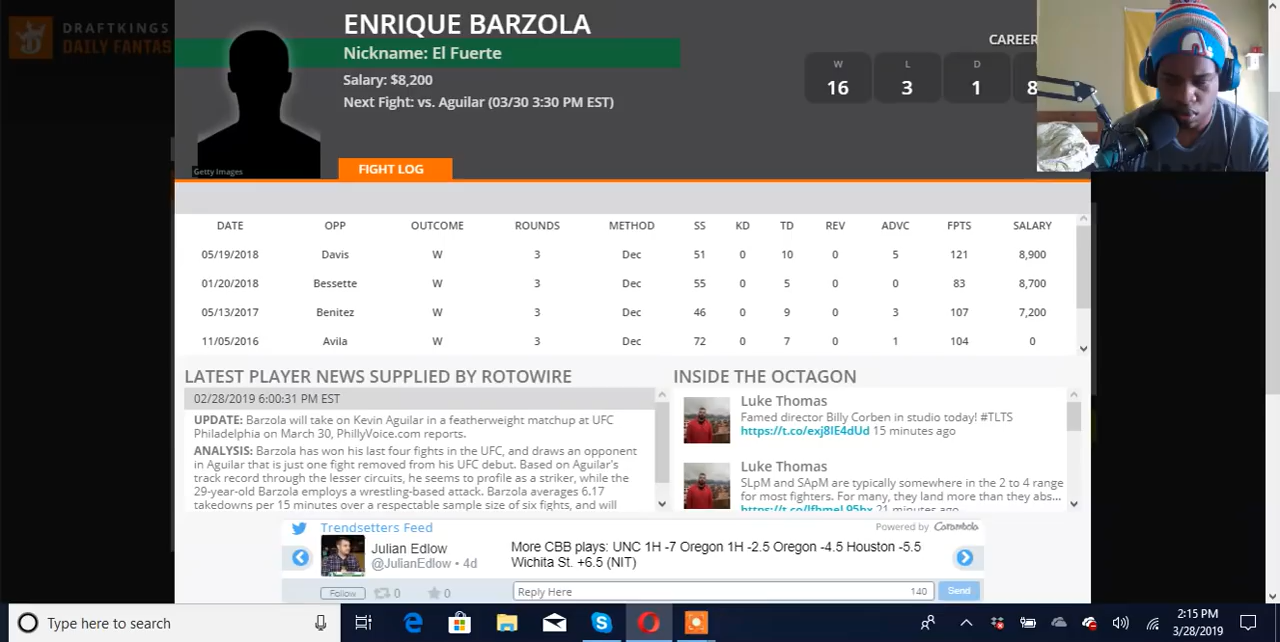 DRAFTKINGS
DAILY FANTAS
ENRIQUE BARZOLA
Nickname: El Fuerte
Salary: $8,200
Next Fight: vs. Aguilar (03/30 3:30 PM EST)
CAREER
W L D
16 3 1 8
Getty Images
FIGHT LOG
DATE OPP OUTCOME ROUNDS METHOD SS KD TD REV ADVC FPTS SALARY
05/19/2018 Davis W 3 Dec 51 0 10 0 5 121 8,900
01/20/2018 Bessette W 3 Dec 55 0 5 0 0 83 8,700
05/13/2017 Benitez W 3 Dec 46 0 9 0 3 107 7,200
11/05/2016 Avila W 3 Dec 72 0 7 0 1 104 0
LATEST PLAYER NEWS SUPPLIED BY ROTOWIRE
02/28/2019 6:00:31 PM EST
UPDATE: Barzola will take on Kevin Aguilar in a featherweight matchup at UFC
Philadelphia on March 30, PhillyVoice.com reports.
ANALYSIS: Barzola has won his last four fights in the UFC, and draws an opponent
in Aguilar that is just one fight removed from his UFC debut. Based on Aguilar's
track record through the lesser circuits, he seems to profile as a striker, while the
29-year-old Barzola employs a wrestling-based attack. Barzola averages 6.17
takedowns per 15 minutes over a respectable sample size of six fights, and will
INSIDE THE OCTAGON
Luke Thomas
Famed director Billy Corben in studio today! #TLTS
https://t.co/exj8IE4dUd 15 minutes ago
Luke Thomas
SLpM and SApM are typically somewhere in the 2 to 4 range
for most fighters. For many, they land more than they abs...
21 minutes ago
Trendsetters Feed
Powered by Catambola
Julian Edlow
@JulianEdlow • 4d
More CBB plays: UNC 1H -7 Oregon 1H -2.5 Oregon -4.5 Houston -5.5
Wichita St. +6.5 (NIT)
Follow 0 0
Reply Here 140 Send
Type here to search
2:15 PM
3/28/2019